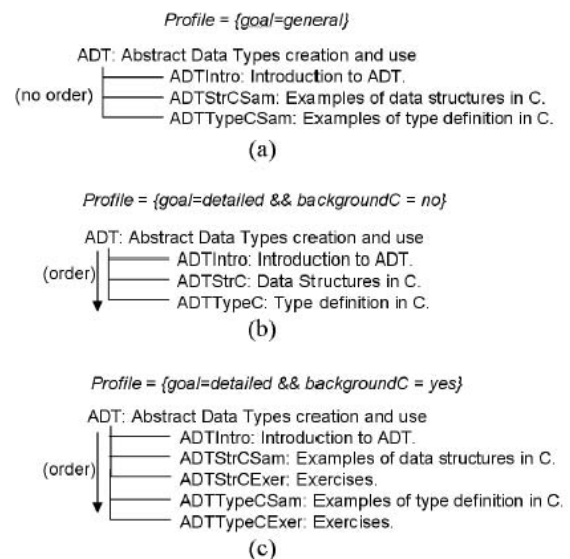 Profile = {goal=general}
ADT: Abstract Data Types creation and use
ADTIntro: Introduction to ADT.
(no order)
ADTStrCSam: Examples of data structures in C.
ADTTypeCSam: Examples of type definition in C.
(a)
Profile = {goal=detailed && backgroundC = no}
ADT: Abstract Data Types creation and use
ADTIntro: Introduction to ADT.
(order)
ADTStrC: Data Structures in C.
ADTTypeC: Type definition in C.
(b)
Profile = {goal=detailed && backgroundC = yes}
ADT: Abstract Data Types creation and use
ADTIntro: Introduction to ADT.
ADTStrCSam: Examples of data structures in C.
(order)
ADTStrCExer: Exercises.
ADTTypeCSam: Examples of type definition in C.
ADTTypeCExer: Exercises.
(c)